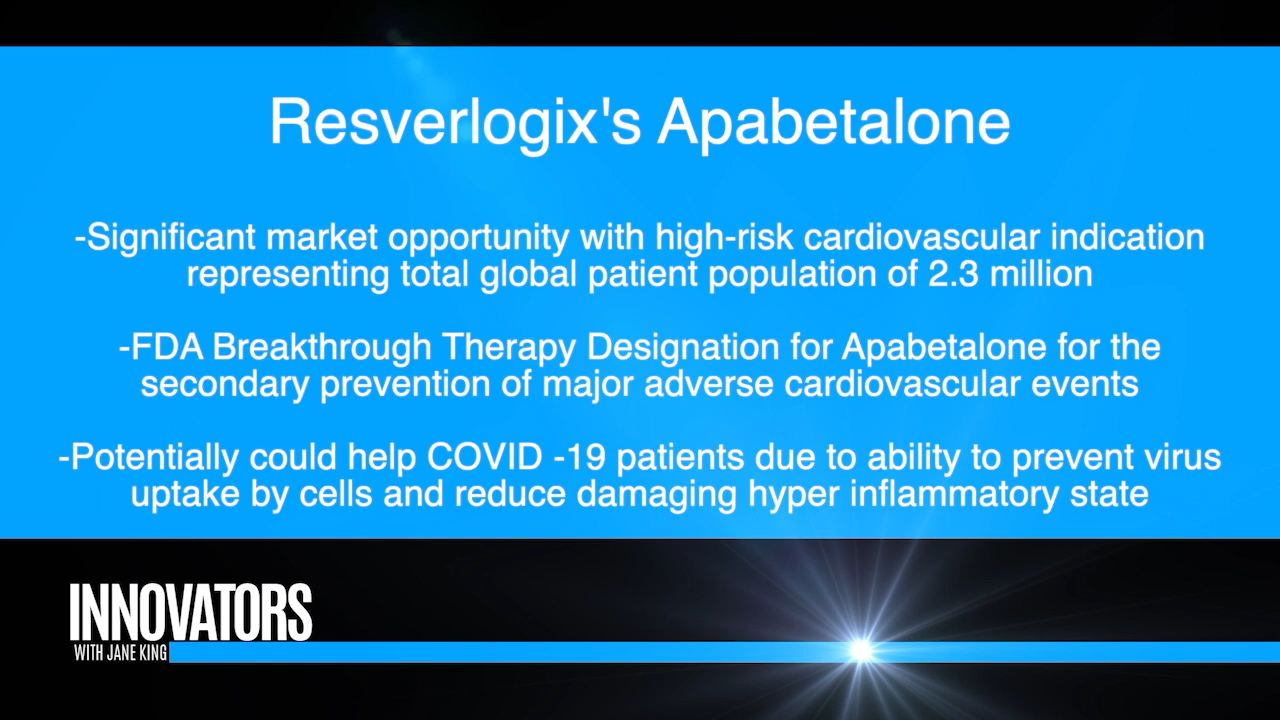 Resverlogix's Apabetalone
-Significant market opportunity with high-risk cardiovascular indication
representing total global patient population of 2.3 million
-FDA Breakthrough Therapy Designation for Apabetalone for the
secondary prevention of major adverse cardiovascular events
-Potentially could help COVID -19 patients due to ability to prevent virus
uptake by cells and reduce damaging hyper inflammatory state
INNOVATORS
WITH JANE KING